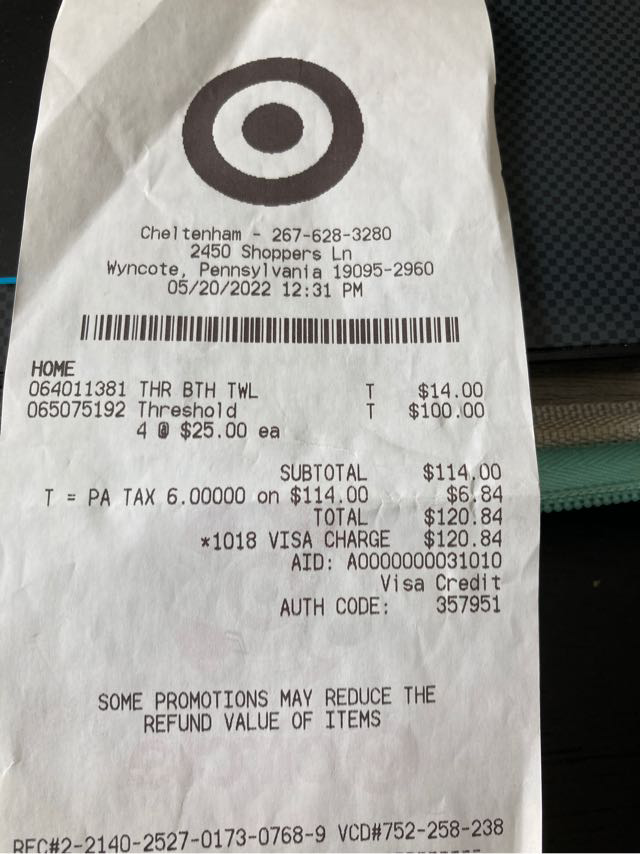 Cheltenham - 267-628-3280
2450 Shoppers Ln
Wyncote, Pennsylvania 19095-2960
05/20/2022 12:31 PM
HOME
064011381 THR BTH TWL T $14.00
065075192 Threshold T $100.00
4 @ $25.00 ea
SUBTOTAL $114.00
T = PA TAX 6.00000 on $114.00 $6.84
TOTAL $120.84
*1018 VISA CHARGE $120.84
AID: A0000000031010
Visa Credit
AUTH CODE: 357951
SOME PROMOTIONS MAY REDUCE THE
REFUND VALUE OF ITEMS
REC#2-2140-2527-0173-0768-9 VCD#752-258-238